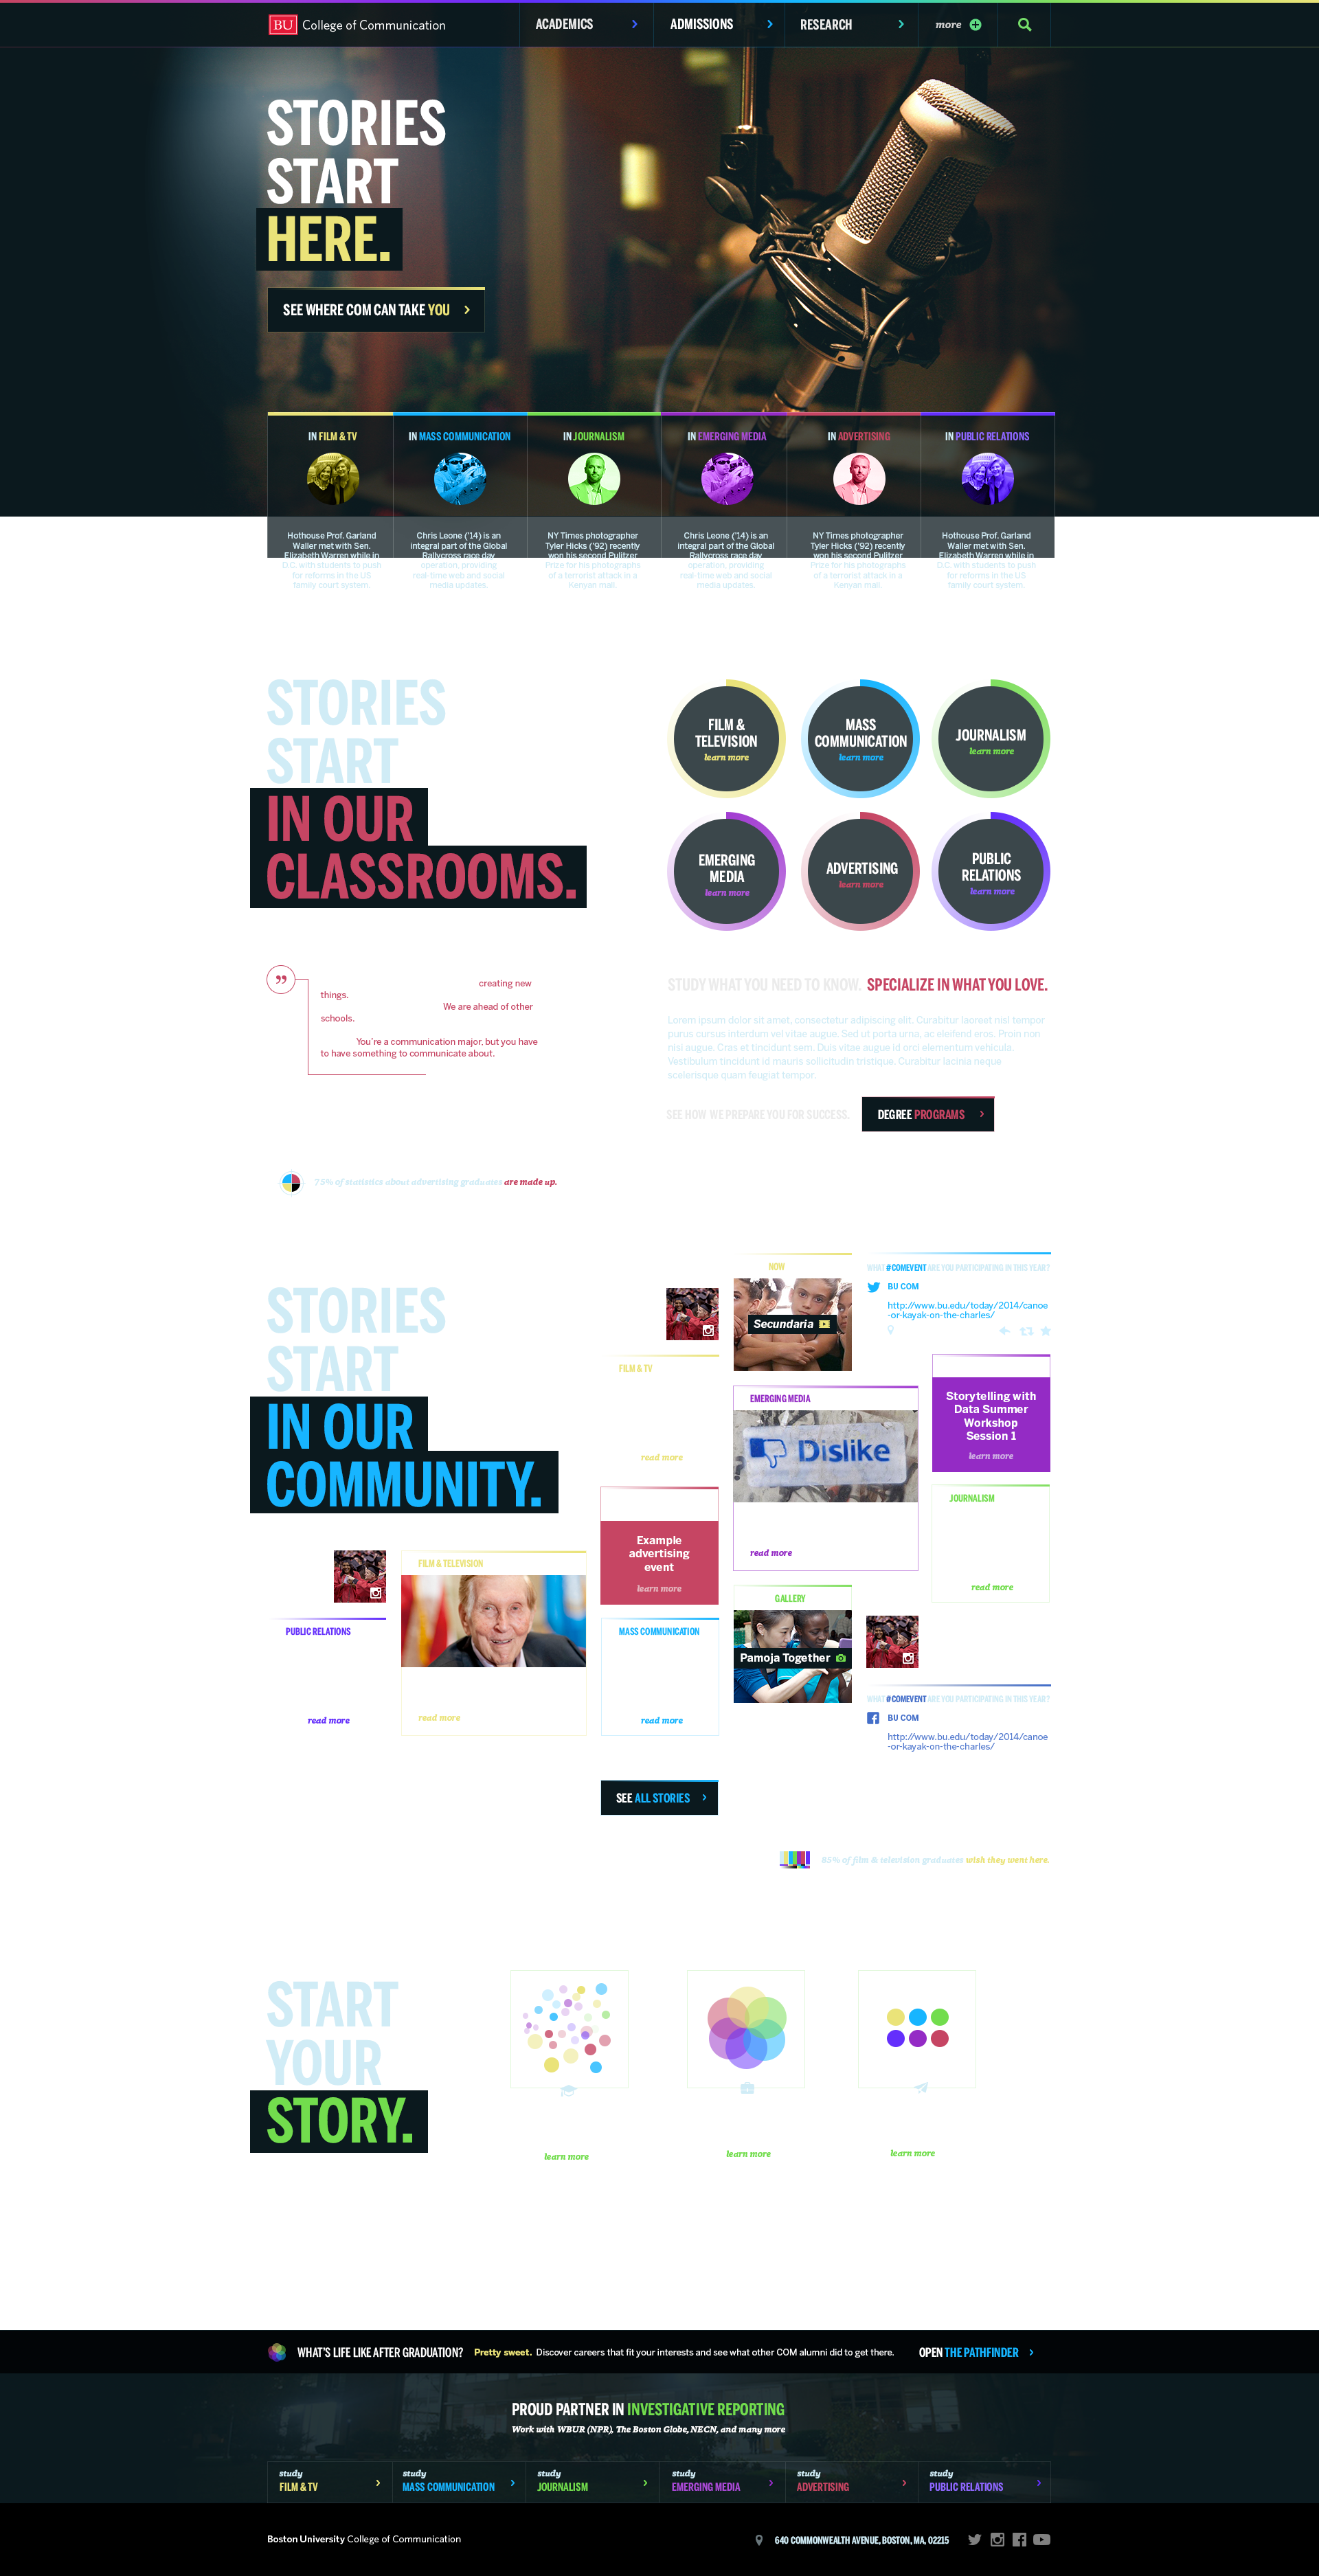 BU College of Communication
ACADEMICS
ADMISSIONS
RESEARCH
more
STORIES
START
HERE.
SEE WHERE COM CAN TAKE YOU
IN FILM & TV
Hothouse Prof. Garland
Waller met with Sen.
Elizabeth Warren while in
D.C. with students to push
for reforms in the US
family court system.
IN MASS COMMUNICATION
Chris Leone ('14) is an
integral part of the Global
Rallycross race day
operation, providing
real-time web and social
media updates.
IN JOURNALISM
NY Times photographer
Tyler Hicks ('92) recently
won his second Pulitzer
Prize for his photographs
of a terrorist attack in a
Kenyan mall.
IN EMERGING MEDIA
Chris Leone ('14) is an
integral part of the Global
Rallycross race day
operation, providing
real-time web and social
media updates.
IN ADVERTISING
NY Times photographer
Tyler Hicks ('92) recently
won his second Pulitzer
Prize for his photographs
of a terrorist attack in a
Kenyan mall.
IN PUBLIC RELATIONS
Hothouse Prof. Garland
Waller met with Sen.
Elizabeth Warren while in
D.C. with students to push
for reforms in the US
family court system.
STORIES
START
IN OUR
CLASSROOMS.
FILM &
TELEVISION
learn more
MASS
COMMUNICATION
learn more
JOURNALISM
learn more
EMERGING
MEDIA
learn more
ADVERTISING
learn more
PUBLIC
RELATIONS
learn more
creating new
things.
We are ahead of other
schools.
You're a communication major, but you have
to have something to communicate about.
STUDY WHAT YOU NEED TO KNOW. SPECIALIZE IN WHAT YOU LOVE.
Lorem ipsum dolor sit amet, consectetur adipiscing elit. Curabitur laoreet nisl tempor
purus cursus interdum vel vitae augue. Sed ut porta urna, ac eleifend eros. Proin non
nisi augue. Cras et tincidunt sem. Duis vitae augue id orci elementum vehicula.
Vestibulum tincidunt id mauris sollicitudin tristique. Curabitur lacinia neque
scelerisque quam feugiat tempor.
SEE HOW WE PREPARE YOU FOR SUCCESS.
DEGREE PROGRAMS
75% of statistics about advertising graduates are made up.
STORIES
START
IN OUR
COMMUNITY.
NOW
Secundaria
WHAT #COMEVENT ARE YOU PARTICIPATING IN THIS YEAR?
BU COM
http://www.bu.edu/today/2014/canoe
-or-kayak-on-the-charles/
FILM & TV
read more
EMERGING MEDIA
Dislike
read more
Storytelling with
Data Summer
Workshop
Session 1
learn more
JOURNALISM
read more
Example
advertising
event
learn more
FILM & TELEVISION
read more
PUBLIC RELATIONS
read more
MASS COMMUNICATION
read more
GALLERY
Pamoja Together
WHAT #COMEVENT ARE YOU PARTICIPATING IN THIS YEAR?
BU COM
http://www.bu.edu/today/2014/canoe
-or-kayak-on-the-charles/
SEE ALL STORIES
85% of film & television graduates wish they went here.
START
YOUR
STORY.
learn more
learn more
learn more
WHAT'S LIFE LIKE AFTER GRADUATION? Pretty sweet. Discover careers that fit your interests and see what other COM alumni did to get there. OPEN THE PATHFINDER
PROUD PARTNER IN INVESTIGATIVE REPORTING
Work with WBUR (NPR), The Boston Globe, NECN, and many more
study
FILM & TV
study
MASS COMMUNICATION
study
JOURNALISM
study
EMERGING MEDIA
study
ADVERTISING
study
PUBLIC RELATIONS
Boston University College of Communication
640 COMMONWEALTH AVENUE, BOSTON, MA, 02215